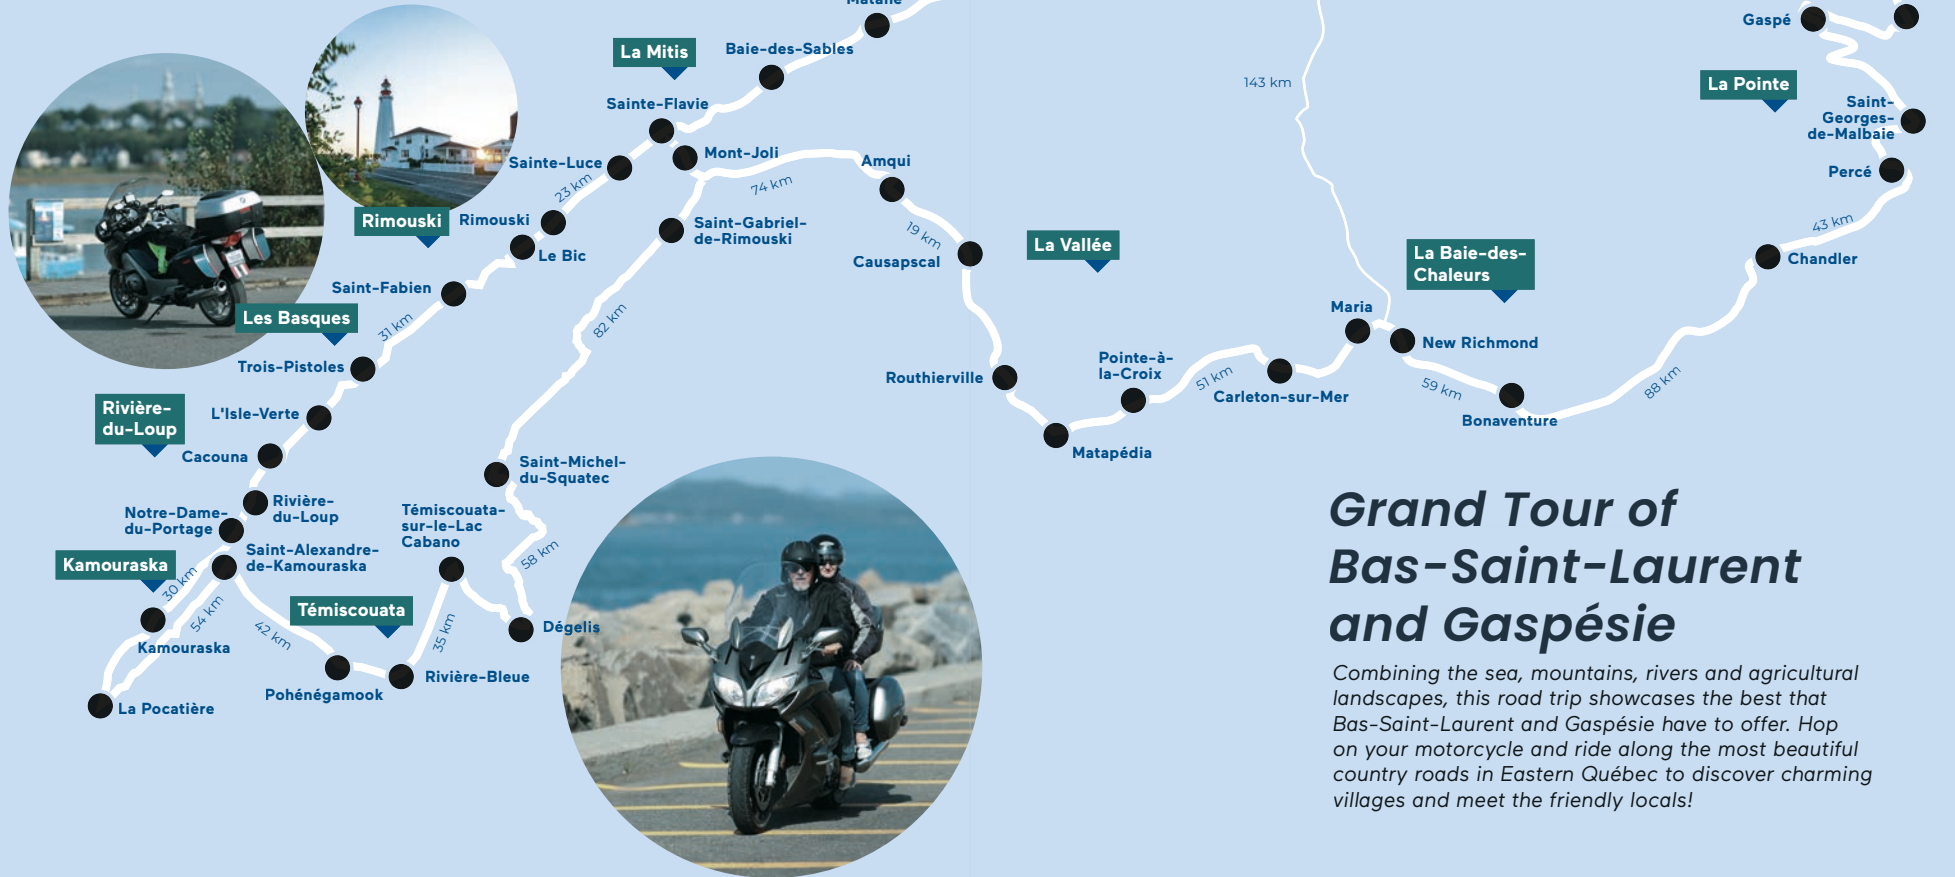 Matane
Gaspé
La Mitis
Baie-des-Sables
143 km
La Pointe
Sainte-Flavie
Saint-
Georges-
de-Malbaie
Sainte-Luce
Mont-Joli
Amqui
Percé
23 km
74 km
Rimouski
Rimouski
Saint-Gabriel-
de-Rimouski
19 km
43 km
Le Bic
Causapscal
La Vallée
La Baie-des-
Chaleurs
Chandler
Saint-Fabien
Les Basques
31 km
82 km
Maria
New Richmond
Trois-Pistoles
Pointe-à-
la-Croix
Routhierville
51 km
Carleton-sur-Mer
59 km
88 km
Bonaventure
Rivière-
du-Loup
L'Isle-Verte
Cacouna
Matapédia
Saint-Michel-
du-Squatec
Rivière-
du-Loup
Notre-Dame-
du-Portage
Témiscouata-
sur-le-Lac
Cabano
Saint-Alexandre-
de-Kamouraska
Kamouraska
30 km
54 km
58 km
Témiscouata
42 km
35 km
Dégelis
Kamouraska
Rivière-Bleue
Pohénégamook
La Pocatière
Grand Tour of
Bas-Saint-Laurent
and Gaspésie
Combining the sea, mountains, rivers and agricultural
landscapes, this road trip showcases the best that
Bas-Saint-Laurent and Gaspésie have to offer. Hop
on your motorcycle and ride along the most beautiful
country roads in Eastern Québec to discover charming
villages and meet the friendly locals!